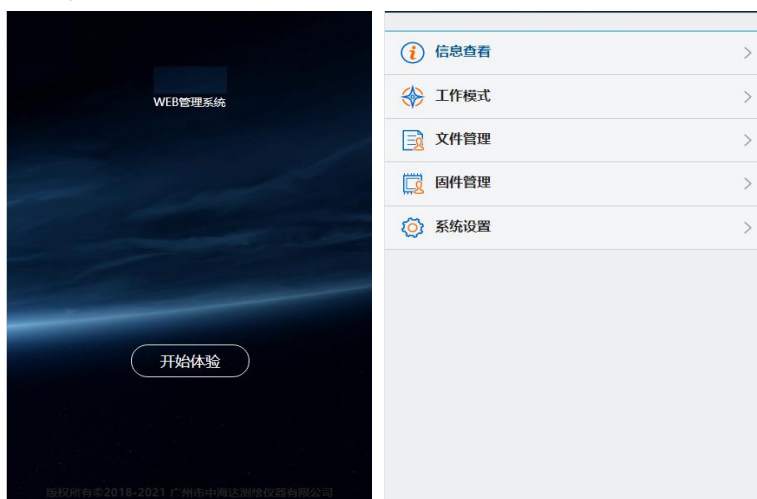 WEB管理系统
开始体验
版权所有©2018-2021 广州市中海达测绘仪器有限公司
信息查看
工作模式
文件管理
固件管理
系统设置